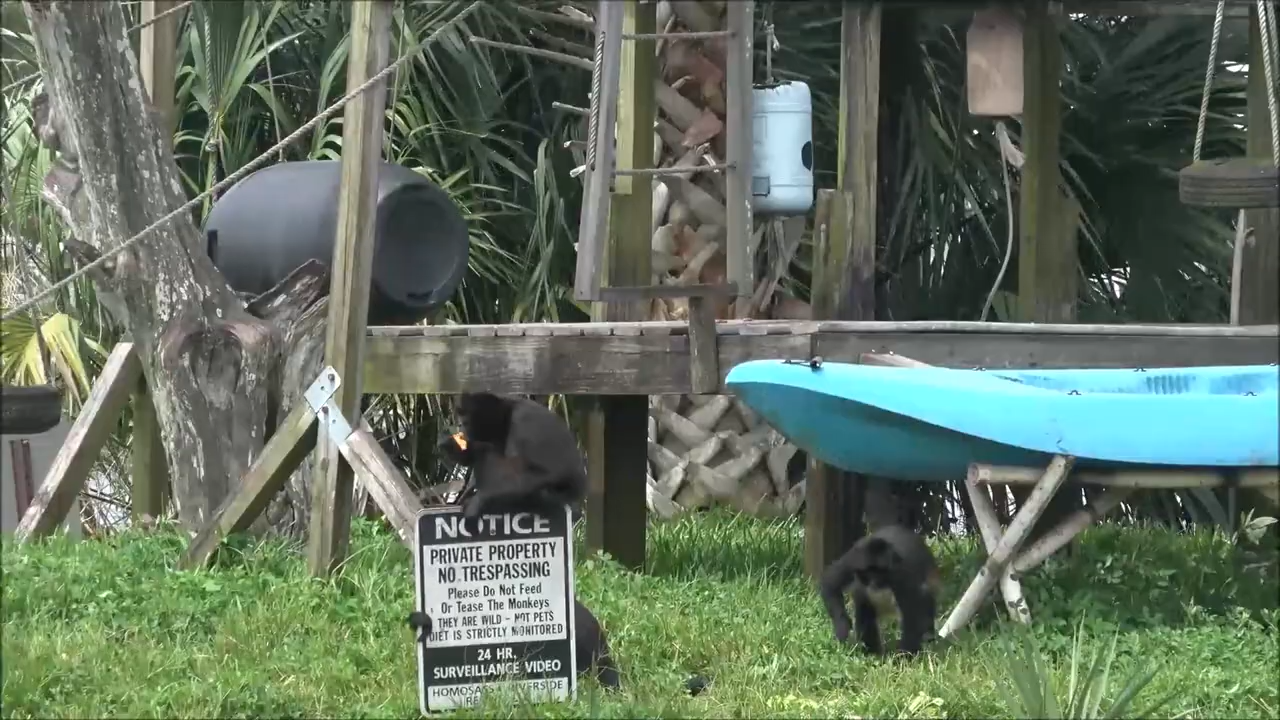 NOTICE
PRIVATE PROPERTY
NO TRESPASSING
Please Do Not Feed
Or Tease The Monkeys
THEY ARE WILD - NOT PETS
DIET IS STRICTLY MONITORED
24 HR.
SURVEILLANCE VIDEO
RIVERSIDE